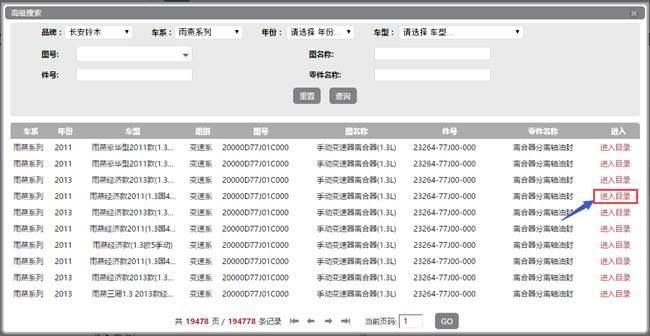 高级搜索
品牌： 长安铃木 车系： 雨燕系列 年份： 请选择 年份... 车型： 请选择 车型...
图号： 图名称：
件号： 零件名称：
重置 查询
车系 年份 车型 组别 图号 图名称 件号 零件名称 进入
雨燕系列 2011 雨燕豪华型2011款(1.3... 变速系 20000D77J01C000 手动变速器离合器(1.3L) 23264-77J00-000 离合器分离轴油封 进入目录
雨燕系列 2011 雨燕豪华型2011款(1.3... 变速系 20000D77J01C000 手动变速器离合器(1.3L) 23264-77J00-000 离合器分离轴油封 进入目录
雨燕系列 2013 雨燕经济款2013款(1.3... 变速系 20000D77J01C000 手动变速器离合器(1.3L) 23264-77J00-000 离合器分离轴油封 进入目录
雨燕系列 2011 雨燕经济款2011(1.3国4... 变速系 20000D77J01C000 手动变速器离合器(1.3L) 23264-77J00-000 离合器分离轴油封 进入目录
雨燕系列 2013 雨燕经济款2013款(1.3... 变速系 20000D77J01C000 手动变速器离合器(1.3L) 23264-77J00-000 离合器分离轴油封 进入目录
雨燕系列 2011 雨燕经济款2011(1.3国4... 变速系 20000D77J01C000 手动变速器离合器(1.3L) 23264-77J00-000 离合器分离轴油封 进入目录
雨燕系列 2011 雨燕经济款(1.3欧5手动) 变速系 20000D77J01C000 手动变速器离合器(1.3L) 23264-77J00-000 离合器分离轴油封 进入目录
雨燕系列 2011 雨燕经济款2011(1.3国4... 变速系 20000D77J01C000 手动变速器离合器(1.3L) 23264-77J00-000 离合器分离轴油封 进入目录
雨燕系列 2013 雨燕经济款2013款(1.3... 变速系 20000D77J01C000 手动变速器离合器(1.3L) 23264-77J00-000 离合器分离轴油封 进入目录
雨燕系列 2013 雨燕三厢1.3 2013款经... 变速系 20000D77J01C000 手动变速器离合器(1.3L) 23264-77J00-000 离合器分离轴油封 进入目录
共 19478 页 / 194778 条记录 当前页码: 1 GO